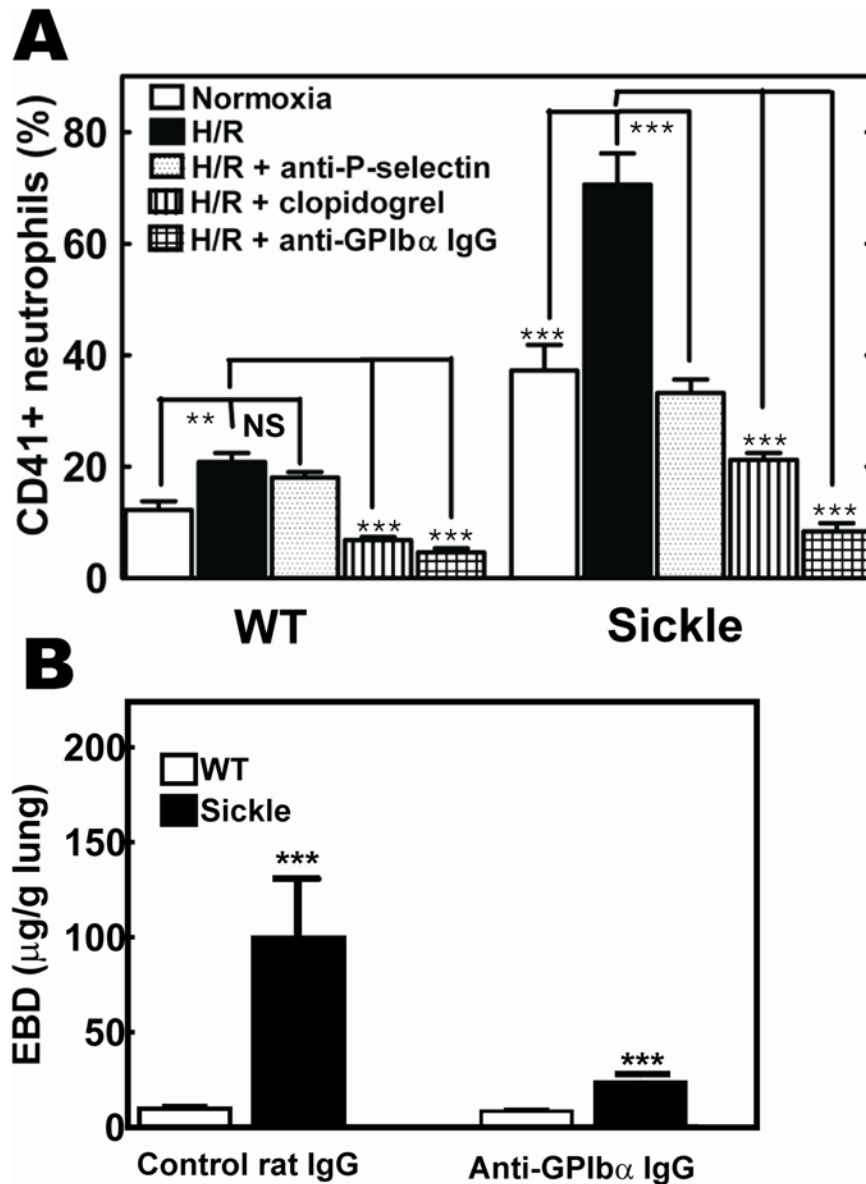 A
CD41+ neutrophils (%)
80
60
40
20
0
Normoxia
H/R
H/R + anti-P-selectin
H/R + clopidogrel
H/R + anti-GPIbα IgG
***
***
***
***
** NS
***
***
WT
Sickle
B
EBD (μg/g lung)
200
150
100
50
0
WT
Sickle
***
***
Control rat IgG
Anti-GPIbα IgG